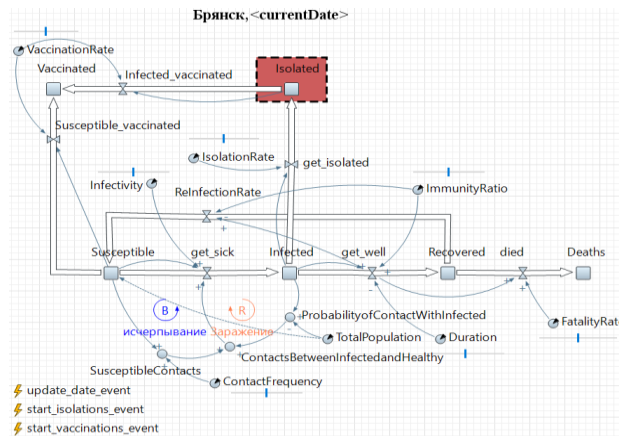 Брянск, <currentDate>
VaccinationRate
Vaccinated
Infected_vaccinated
Isolated
Susceptible_vaccinated
IsolationRate
get_isolated
Infectivity
ReInfectionRate
ImmunityRatio
Susceptible
get_sick
Infected
get_well
Recovered
died
Deaths
B
R
исчерпывание
Заражение
ProbabilityofContactWithInfected
TotalPopulation
Duration
FatalityRate
ContactsBetweenInfectedandHealthy
SusceptibleContacts
ContactFrequency
update_date_event
start_isolations_event
start_vaccinations_event